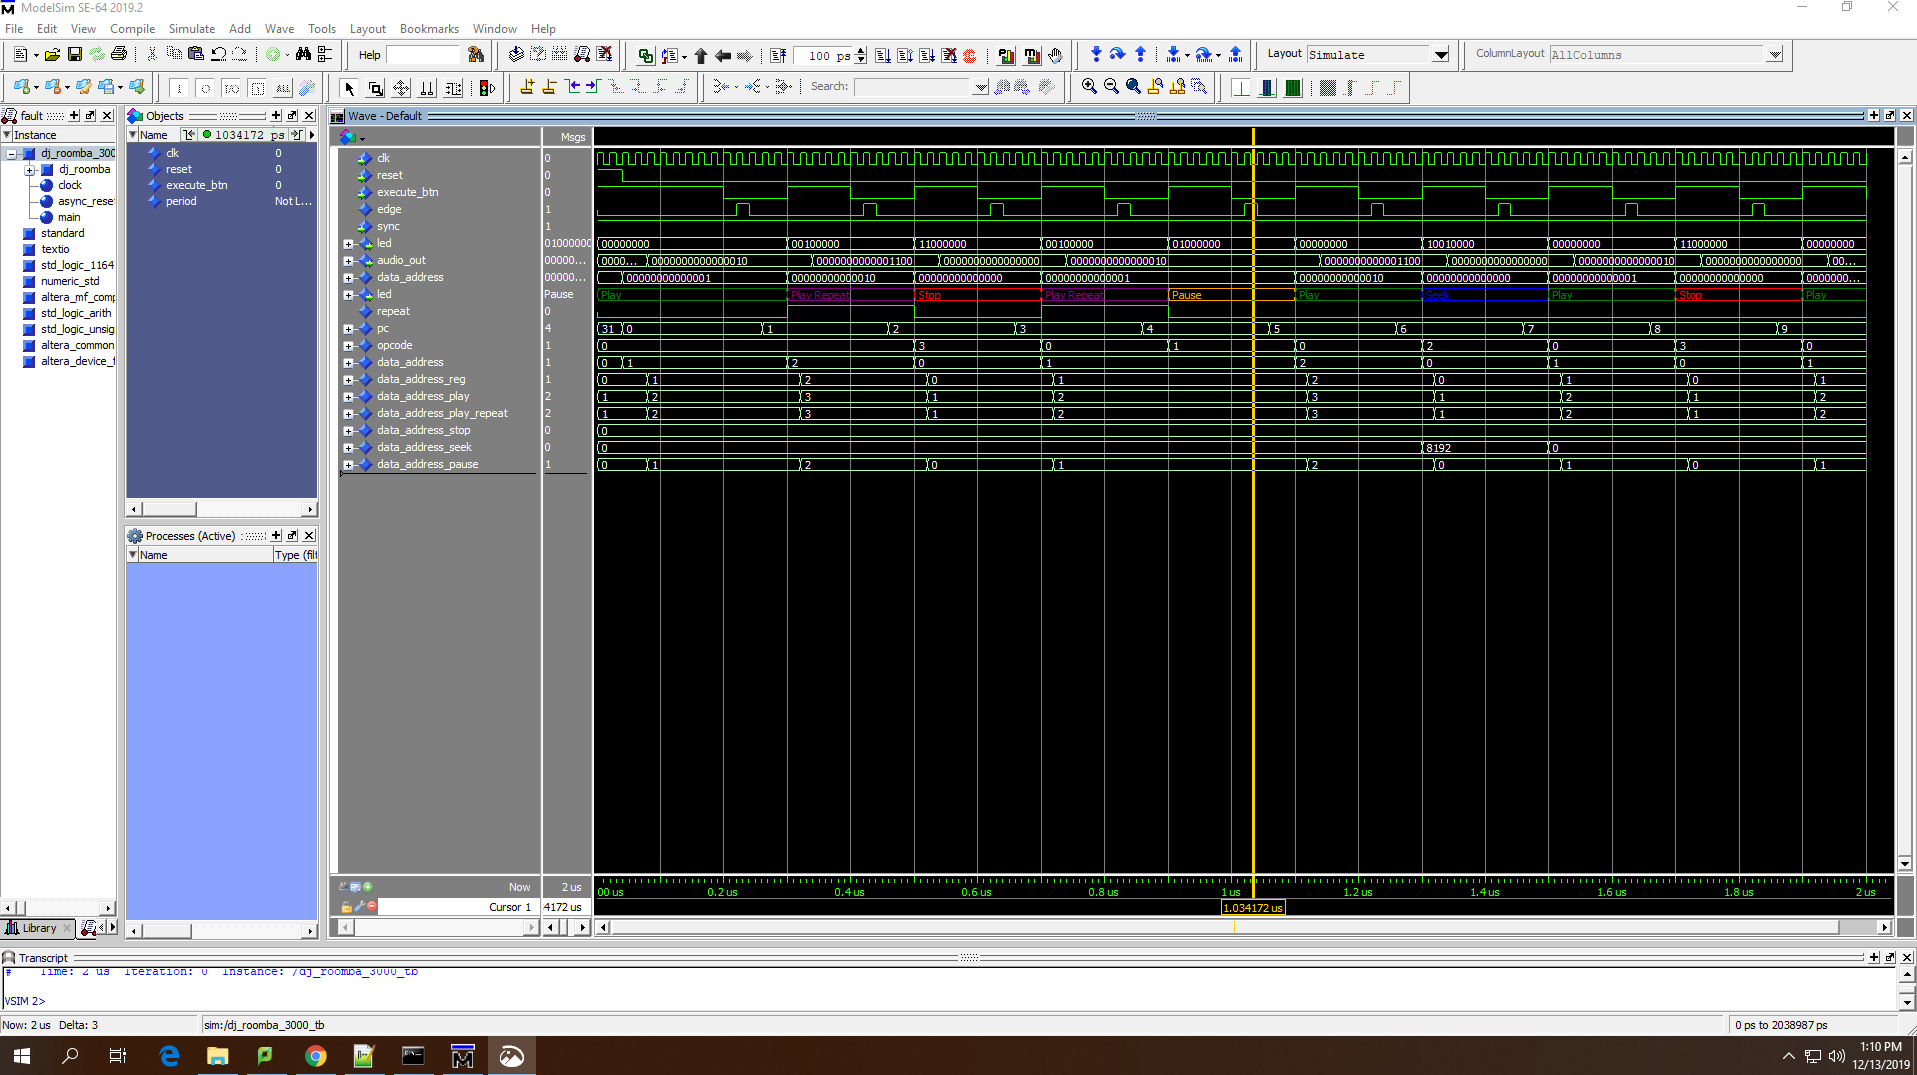 ModelSim SE-64 2019.2
File Edit View Compile Simulate Add Wave Tools Layout Bookmarks Window Help
Help 100 ps Layout Simulate ColumnLayout AllColumns
Search:
fault
Instance
dj_roomba_300
dj_roomba
clock
async_rese
main
standard
textio
std_logic_1164
numeric_std
altera_mf_comp
std_logic_arith
std_logic_unsig
altera_common
altera_device_f
Library
Objects
Name 1034172 ps
clk 0
reset 0
execute_btn 0
period Not L...
Processes (Active)
Name Type (filt
Wave - Default
Msgs
clk 0
reset 0
execute_btn 0
edge 1
sync 1
led 01000000 00000000 00100000 11000000 00100000 01000000 00000000 10010000 00000000 11000000 00000000
audio_out 00000... 0000... 0000000000000010 0000000000001100 0000000000000000 0000000000000010 0000000000001100 0000000000000000 0000000000000010 0000000000000000 00...
data_address 00000... 00000000000001 00000000000010 00000000000000 00000000000001 00000000000010 00000000000000 00000000000001 00000000000000 0000000...
led Pause Play Play Repeat Stop Play Repeat Pause Play Seek Play Stop Play
repeat 0
pc 4 31 0 1 2 3 4 5 6 7 8 9
opcode 1 0 3 0 1 0 2 0 3 0
data_address 1 0 1 2 0 1 2 0 1 0 1
data_address_reg 1 0 1 2 0 1 2 0 1 0 1
data_address_play 2 1 2 3 1 2 3 1 2 1 2
data_address_play_repeat 2 1 2 3 1 2 3 1 2 1 2
data_address_stop 0 0
data_address_seek 0 0 8192 0
data_address_pause 1 0 1 2 0 1 2 0 1 0 1
Now 2 us 00 us 0.2 us 0.4 us 0.6 us 0.8 us 1 us 1.2 us 1.4 us 1.6 us 1.8 us 2 us
Cursor 1 4172 us 1.034172 us
Transcript
# Time: 2 us Iteration: 0 Instance: /dj_roomba_3000_tb
VSIM 2>
Now: 2 us Delta: 3 sim:/dj_roomba_3000_tb 0 ps to 2038987 ps
1:10 PM
12/13/2019